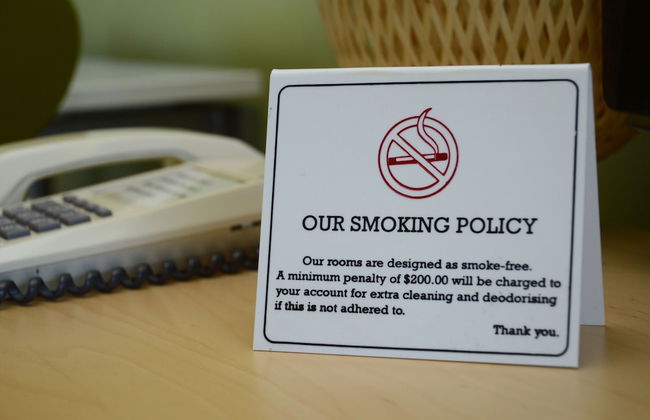 OUR SMOKING POLICY
Our rooms are designed as smoke-free.
A minimum penalty of $200.00 will be charged to
your account for extra cleaning and deodorising
if this is not adhered to.
Thank you.